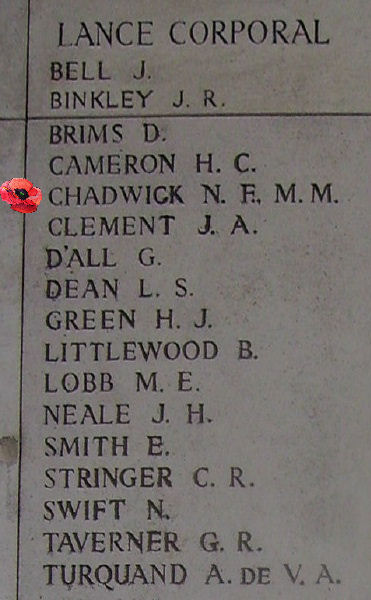 LANCE CORPORAL
BELL J.
BINKLEY J. R.
BRIMS D.
CAMERON H. C.
CHADWICK N. E., M. M.
CLEMENT J. A.
D'ALL G.
DEAN L. S.
GREEN H. J.
LITTLEWOOD B.
LOBB M. E.
NEALE J. H.
SMITH E.
STRINGER C. R.
SWIFT N.
TAVERNER G. R.
TURQUAND A. DE V. A.